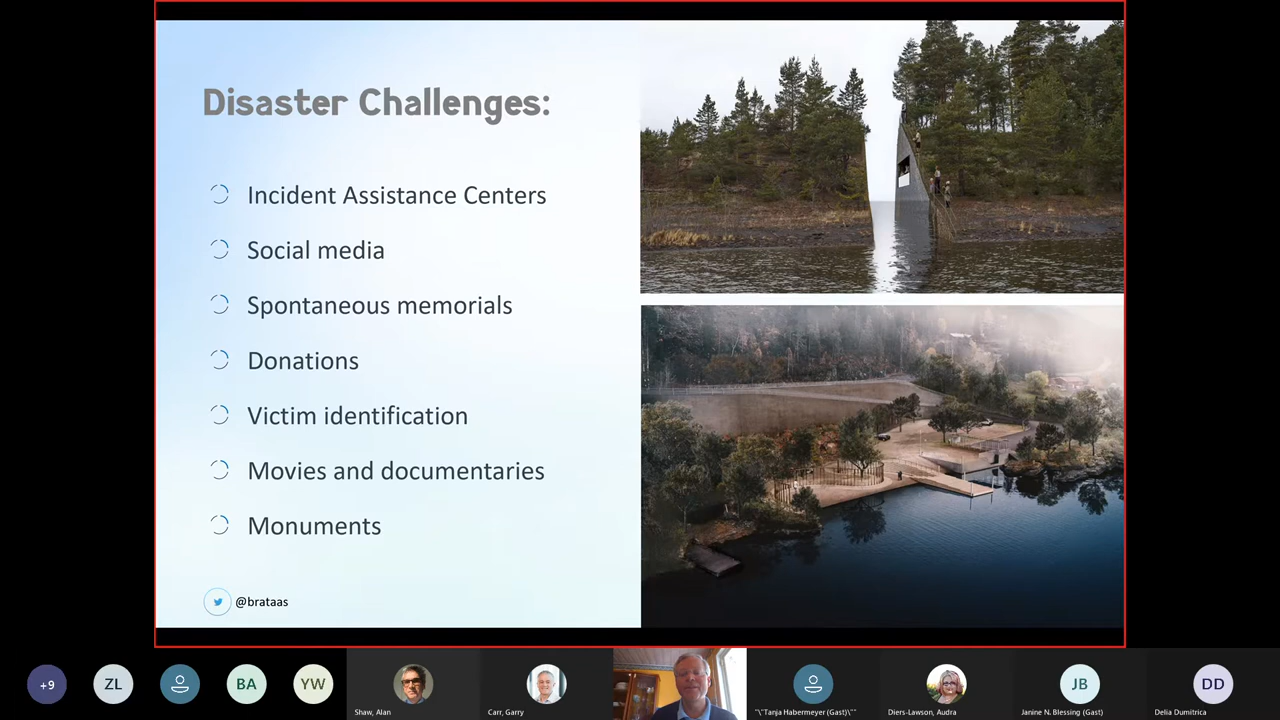 Disaster Challenges:
Incident Assistance Centers
Social media
Spontaneous memorials
Donations
Victim identification
Movies and documentaries
Monuments
@brataas
+9
ZL
BA
YW
JB
DD
Shaw, Alan
Carr, Garry
"\"Tanja Habermeyer (Gast)\""
Diers-Lawson, Audra
Janine N. Blessing (Gast)
Delia Dumitrica